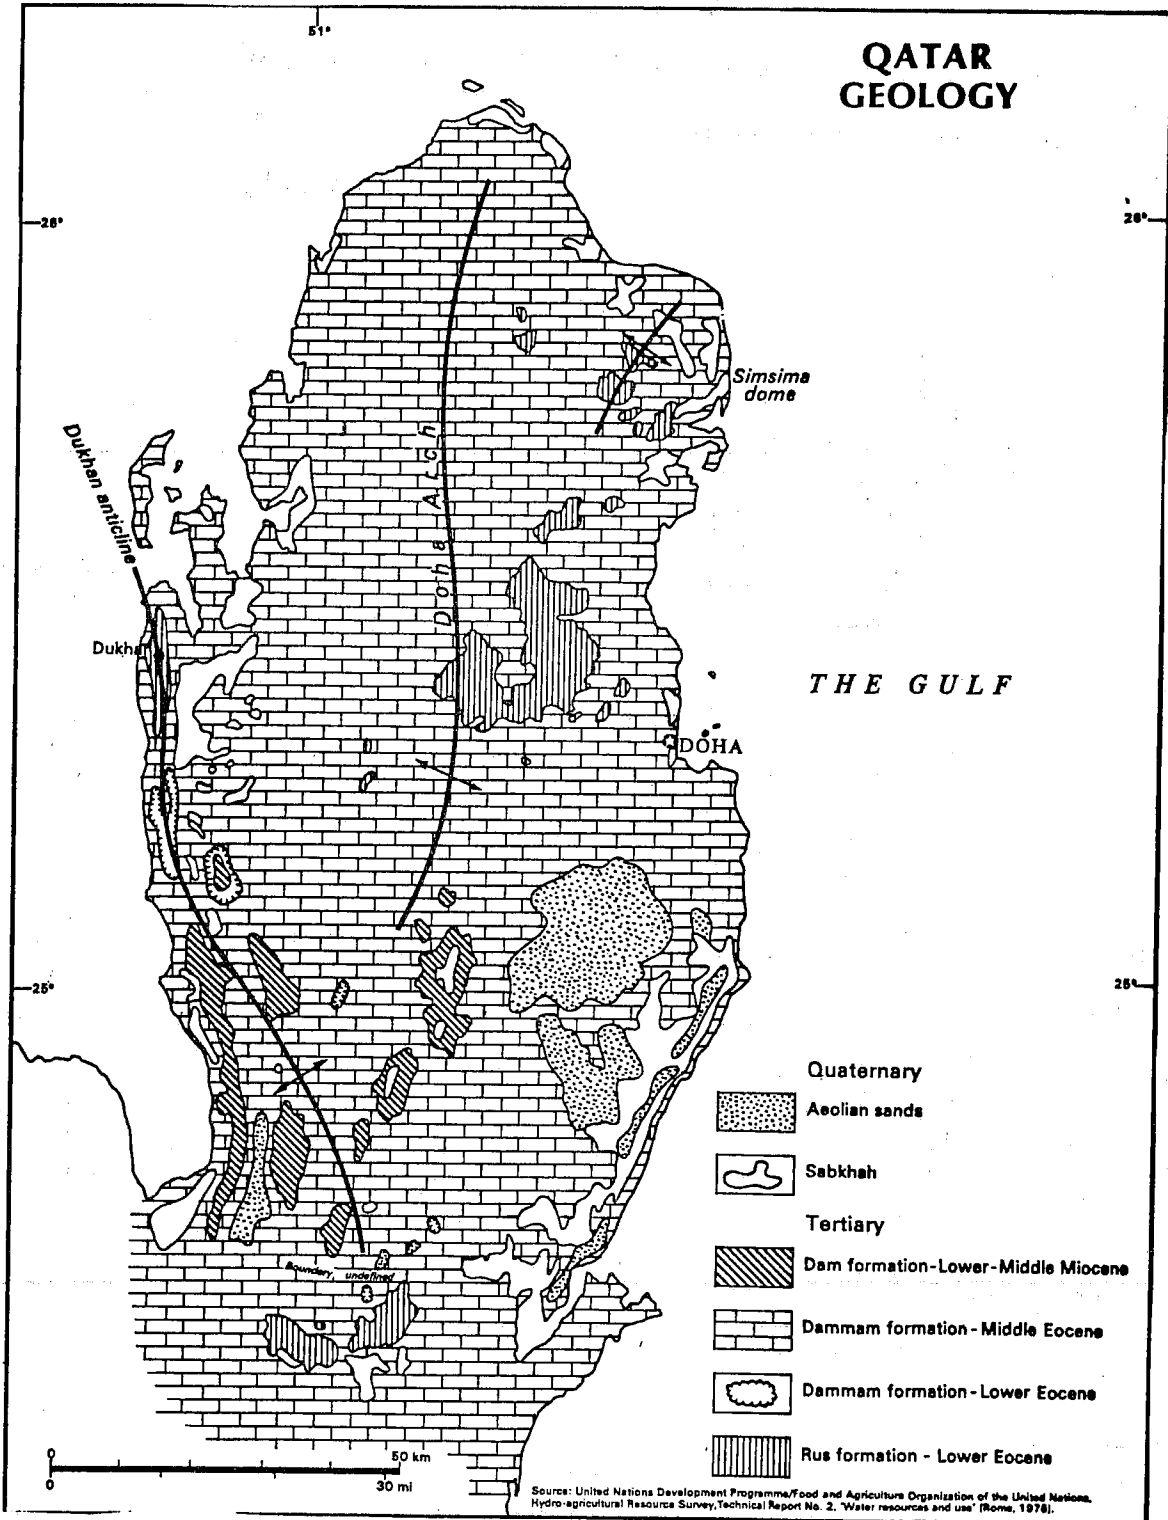 51°
QATAR
GEOLOGY
26°
26°
Simsima
dome
Dukhan anticline
Doha Arch
Dukha
THE GULF
DOHA
25°
25°
Quaternary
Aeolian sands
Sabkhah
Tertiary
Dam formation-Lower-Middle Miocene
Boundary undefined
Dammam formation - Middle Eocene
Dammam formation - Lower Eocene
Rus formation - Lower Eocene
0
50 km
0
30 mi
Source: United Nations Development Programme/Food and Agriculture Organization of the United Nations,
Hydro-agricultural Resource Survey, Technical Report No. 2, 'Water resources and use' (Rome, 1976).